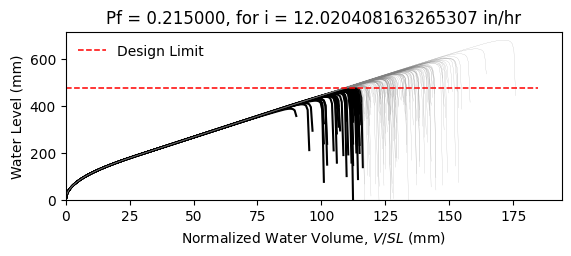 Pf = 0.215000, for i = 12.020408163265307 in/hr
Design Limit
Water Level (mm)
600
400
200
0
0 25 50 75 100 125 150 175
Normalized Water Volume, V/SL (mm)